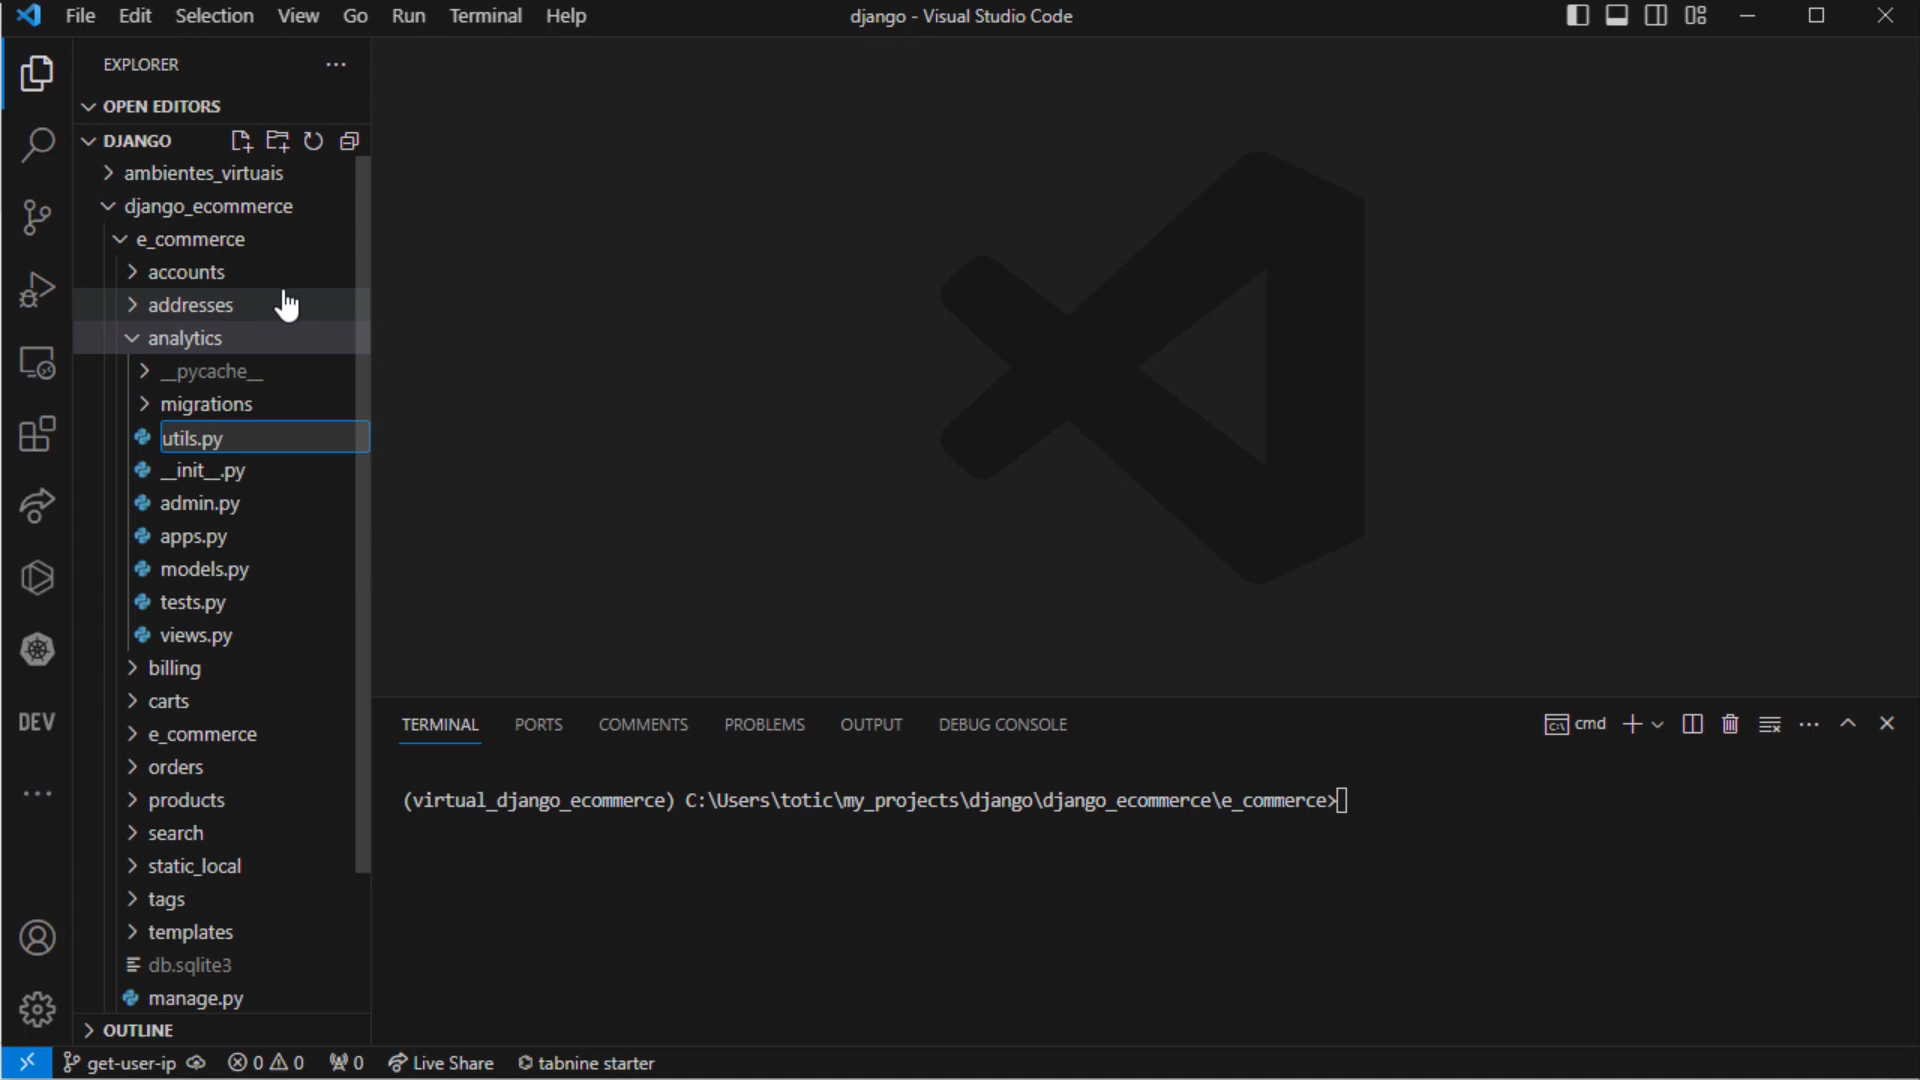 File Edit Selection View Go Run Terminal Help
django - Visual Studio Code
EXPLORER
OPEN EDITORS
DJANGO
ambientes_virtuais
django_ecommerce
e_commerce
accounts
addresses
analytics
__pycache__
migrations
utils.py
__init__.py
admin.py
apps.py
models.py
tests.py
views.py
billing
carts
e_commerce
orders
products
search
static_local
tags
templates
db.sqlite3
manage.py
OUTLINE
DEV
TERMINAL PORTS COMMENTS PROBLEMS OUTPUT DEBUG CONSOLE
cmd
(virtual_django_ecommerce) C:\Users\totic\my_projects\django\django_ecommerce\e_commerce>
get-user-ip 0 0 0 Live Share tabnine starter